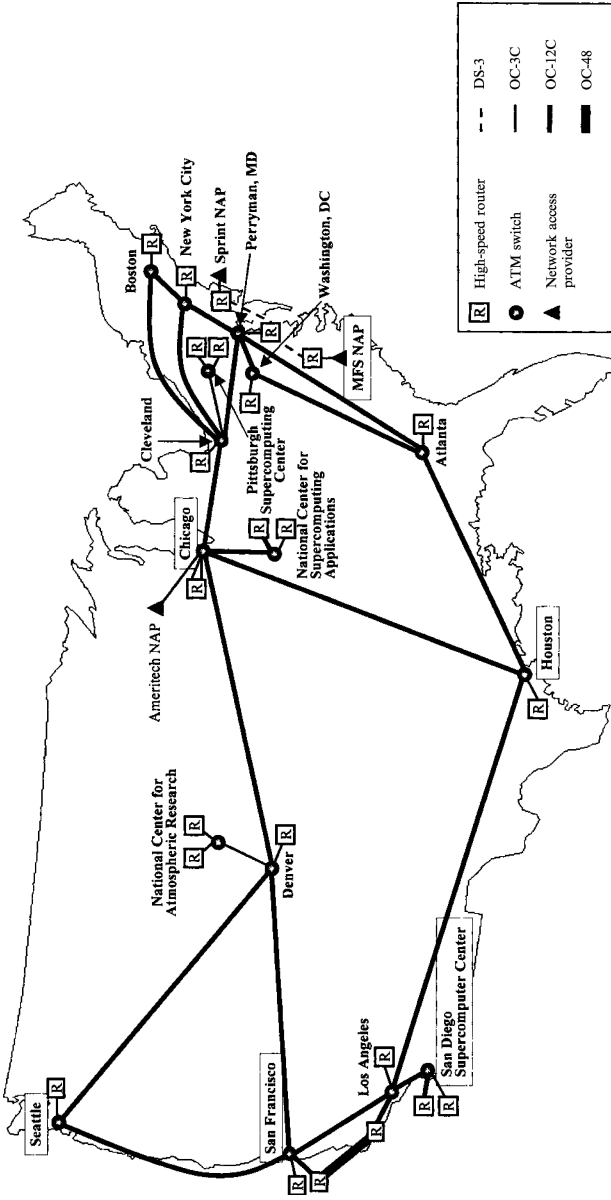 Seattle
R
San Francisco
R
R
R
Los Angeles
R
San Diego
Supercomputer Center
R
R
National Center for
Atmospheric Research
R
R
Denver
R
Ameritech NAP
Chicago
R
R
R
National Center for
Supercomputing
Applications
Houston
R
Cleveland
R
Pittsburgh
Supercomputing
Center
R
R
Boston
R
New York City
R
Sprint NAP
R
Perryman, MD
R
Washington, DC
R
R
MFS NAP
Atlanta
R
R High-speed router
ATM switch
Network access
provider
DS-3
OC-3C
OC-12C
OC-48